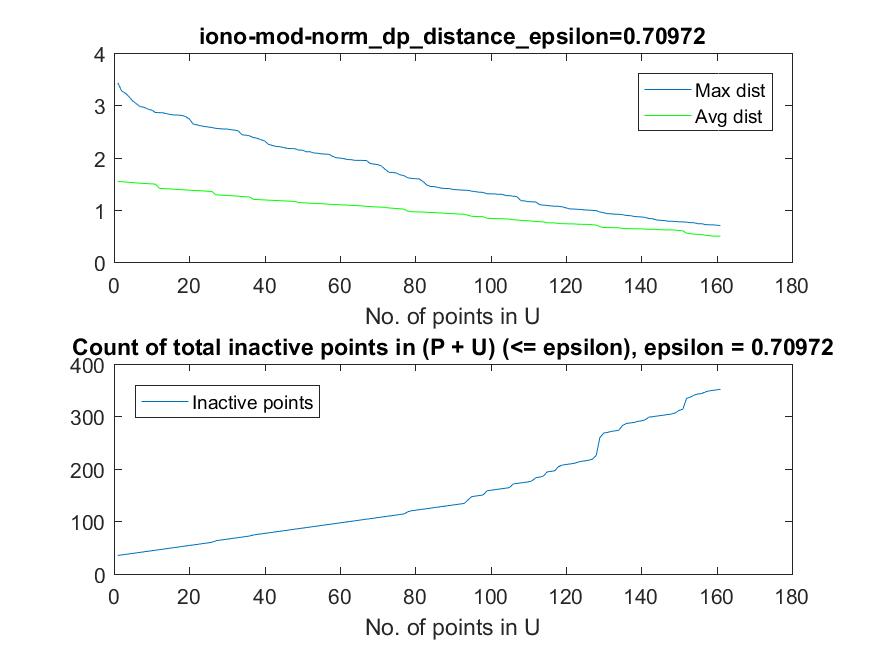 iono-mod-norm_dp_distance_epsilon=0.70972
4
3
2
1
0
Max dist
Avg dist
0 20 40 60 80 100 120 140 160 180
No. of points in U
Count of total inactive points in (P + U) (<= epsilon), epsilon = 0.70972
400
300
200
100
0
Inactive points
0 20 40 60 80 100 120 140 160 180
No. of points in U